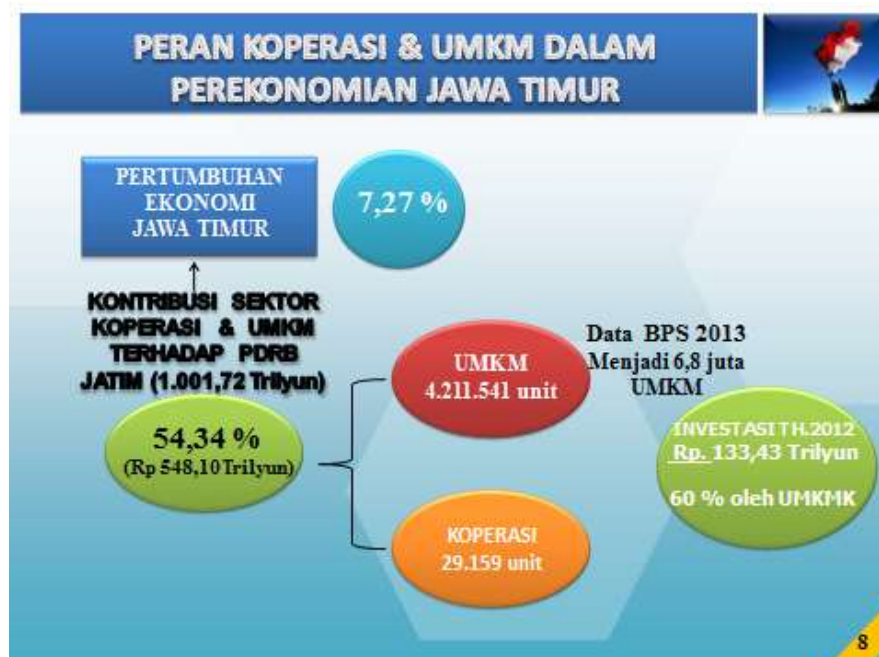 PERAN KOPERASI & UMKM DALAM
PEREKONOMIAN JAWA TIMUR
PERTUMBUHAN
EKONOMI
JAWA TIMUR
7,27 %
KONTRIBUSI SEKTOR
KOPERASI & UMKM
TERHADAP PDRB
JATIM (1.001,72 Trilyun)
54,34 %
(Rp 548,10 Trilyun)
UMKM
4.211.541 unit
Data BPS 2013
Menjadi 6,8 juta
UMKM
INVESTASI TH.2012
Rp. 133,43 Trilyun
60 % oleh UMKMK
KOPERASI
29.159 unit
8